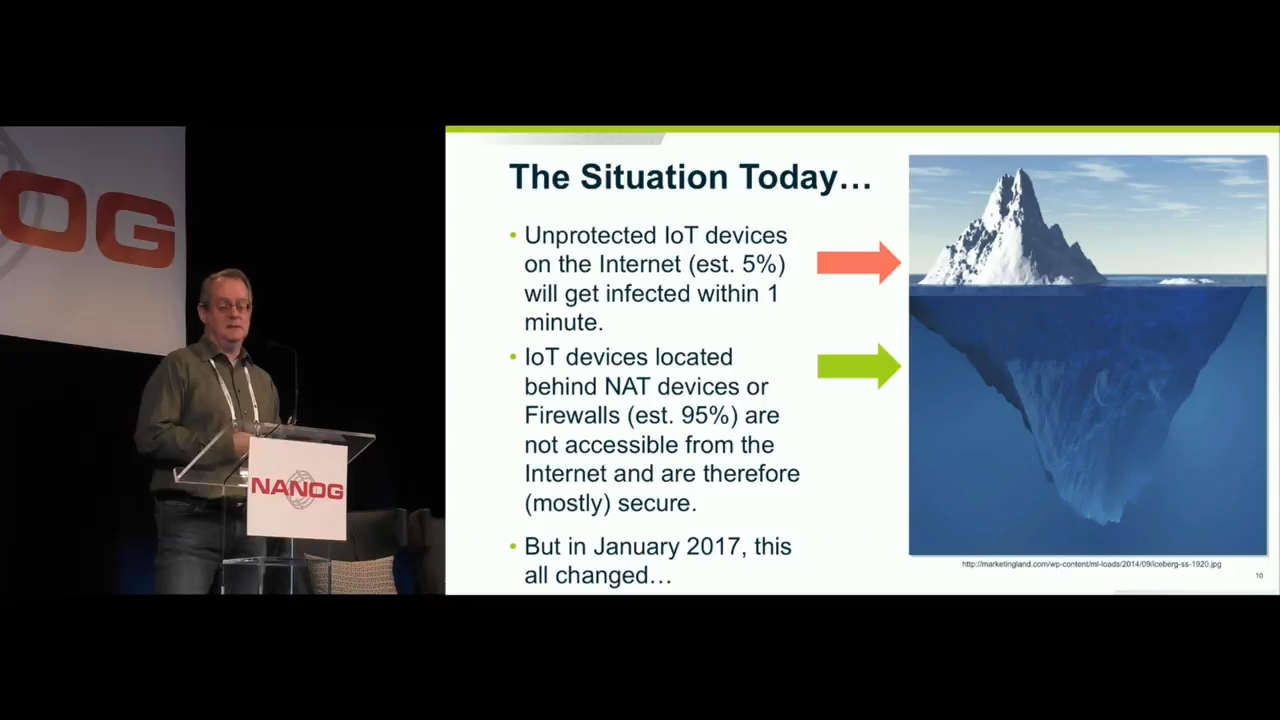 OG
NANOG
The Situation Today…
• Unprotected IoT devices
on the Internet (est. 5%)
will get infected within 1
minute.
• IoT devices located
behind NAT devices or
Firewalls (est. 95%) are
not accessible from the
Internet and are therefore
(mostly) secure.
• But in January 2017, this
all changed…
http://marketingland.com/wp-content/ml-loads/2014/09/iceberg-ss-1920.jpg
10